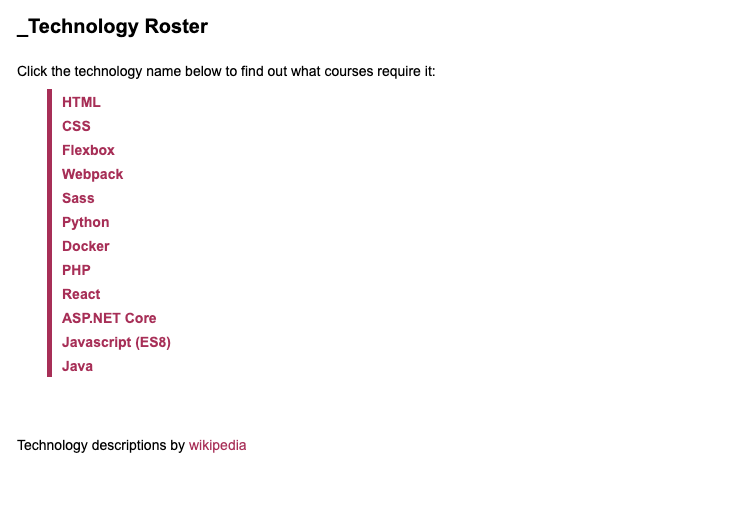 _Technology Roster
Click the technology name below to find out what courses require it:
HTML
CSS
Flexbox
Webpack
Sass
Python
Docker
PHP
React
ASP.NET Core
Javascript (ES8)
Java
Technology descriptions by wikipedia